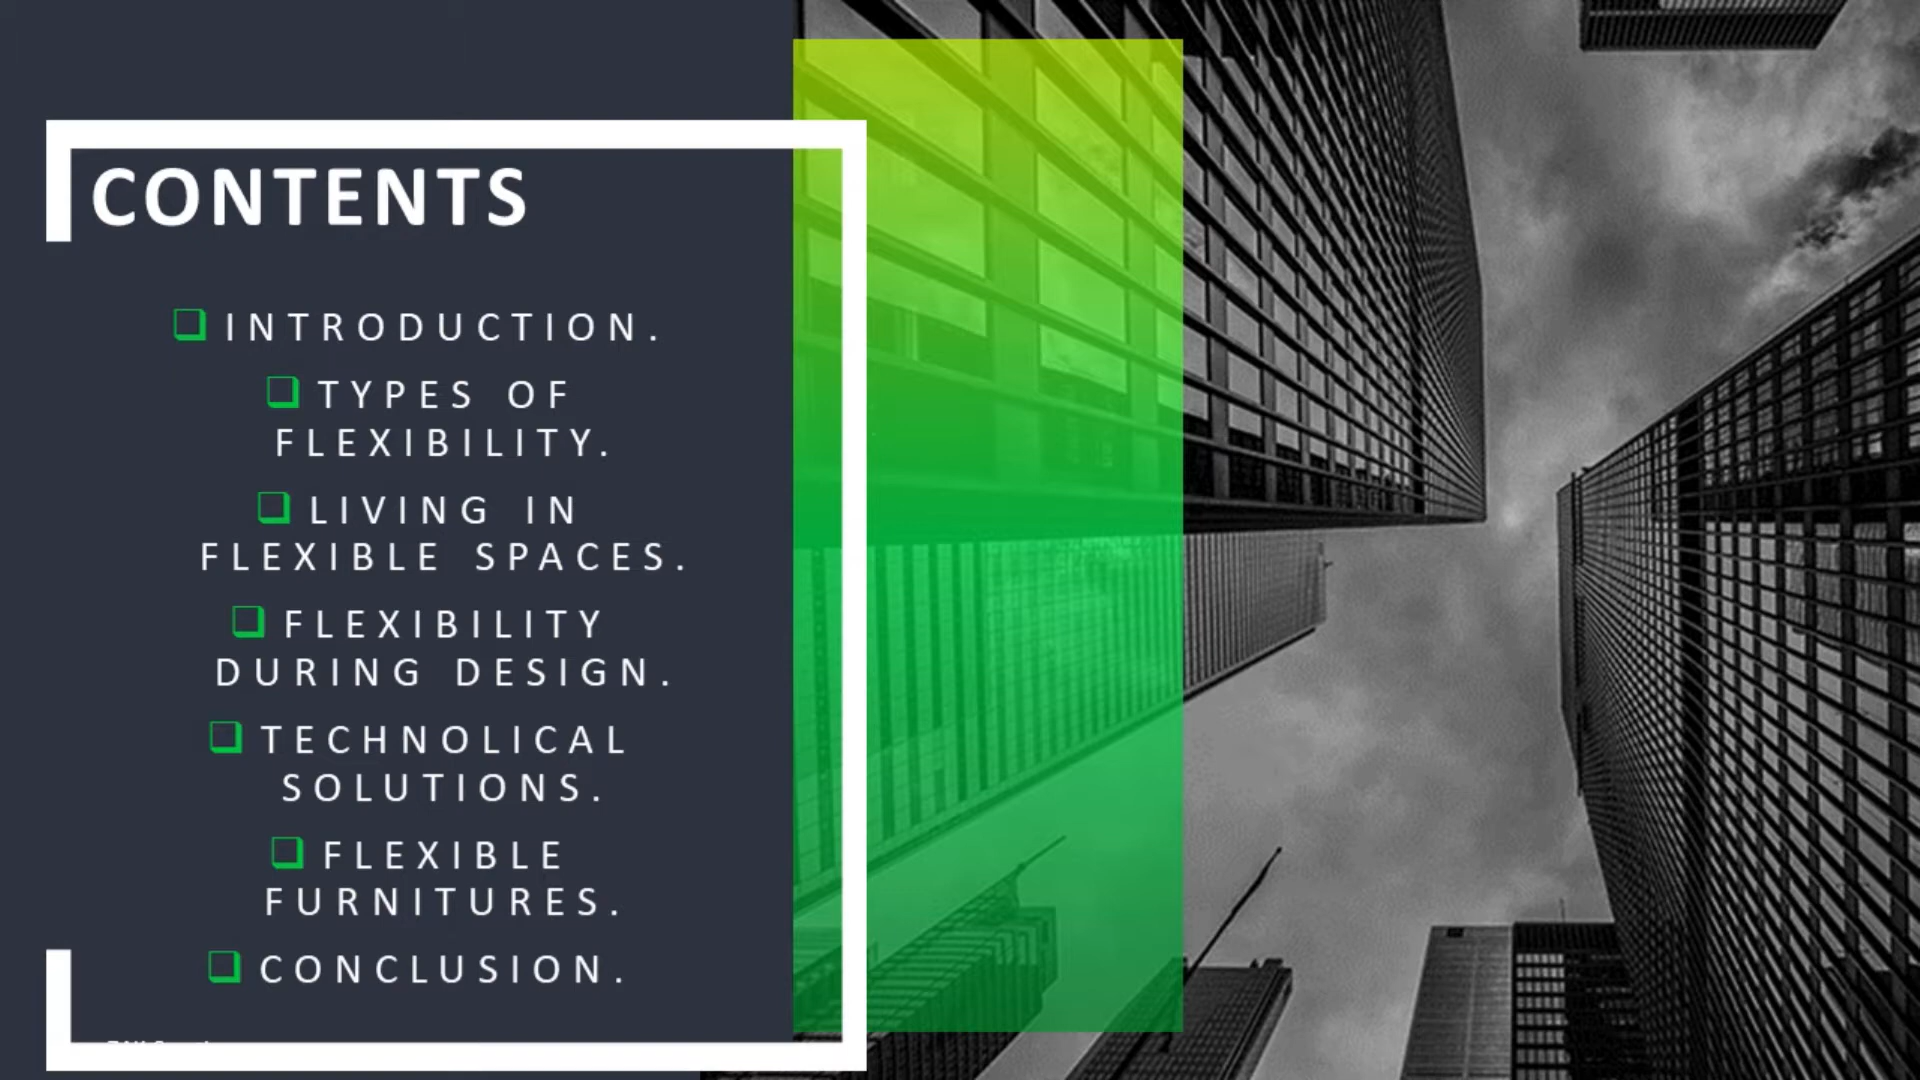 CONTENTS
INTRODUCTION.
TYPES OF
FLEXIBILITY.
LIVING IN
FLEXIBLE SPACES.
FLEXIBILITY
DURING DESIGN.
TECHNOLICAL
SOLUTIONS.
FLEXIBLE
FURNITURES.
CONCLUSION.